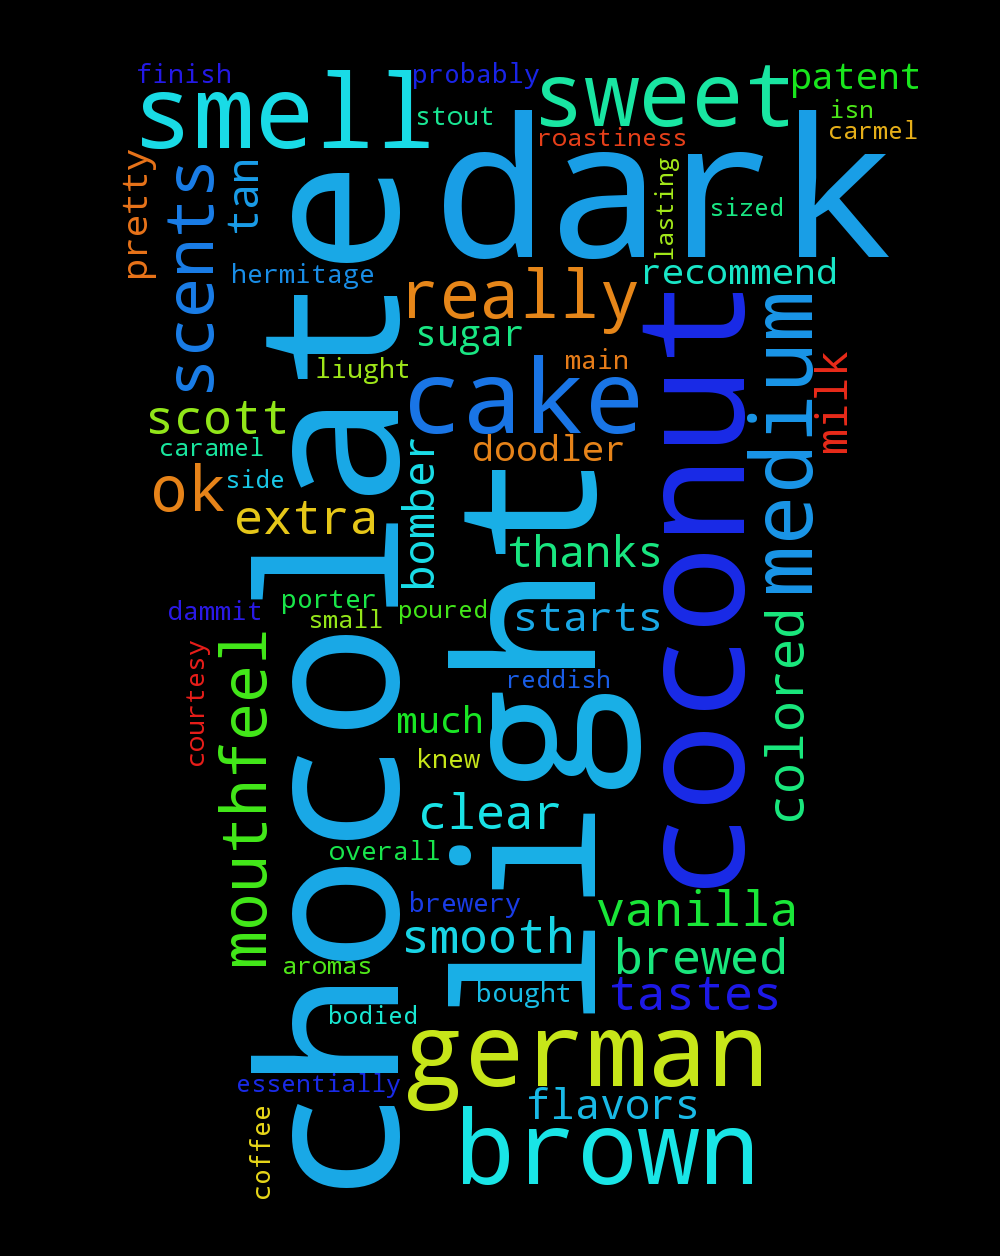 finish
probably
smell
sweet
patent
stout
isn
roastiness
carmel
dark
pretty
scents
tan
lasting
sized
hermitage
really
recommend
sugar
liught
main
cake
coconut
medium
milk
scott
caramel
doodler
ok
side
extra
bomber
chocolate
light
thanks
dammit
porter
small
poured
starts
colored
courtesy
mouthfeel
reddish
much
knew
clear
overall
brewery
vanilla
smooth
brewed
aromas
bought
tastes
bodied
german
essentially
flavors
coffee
brown